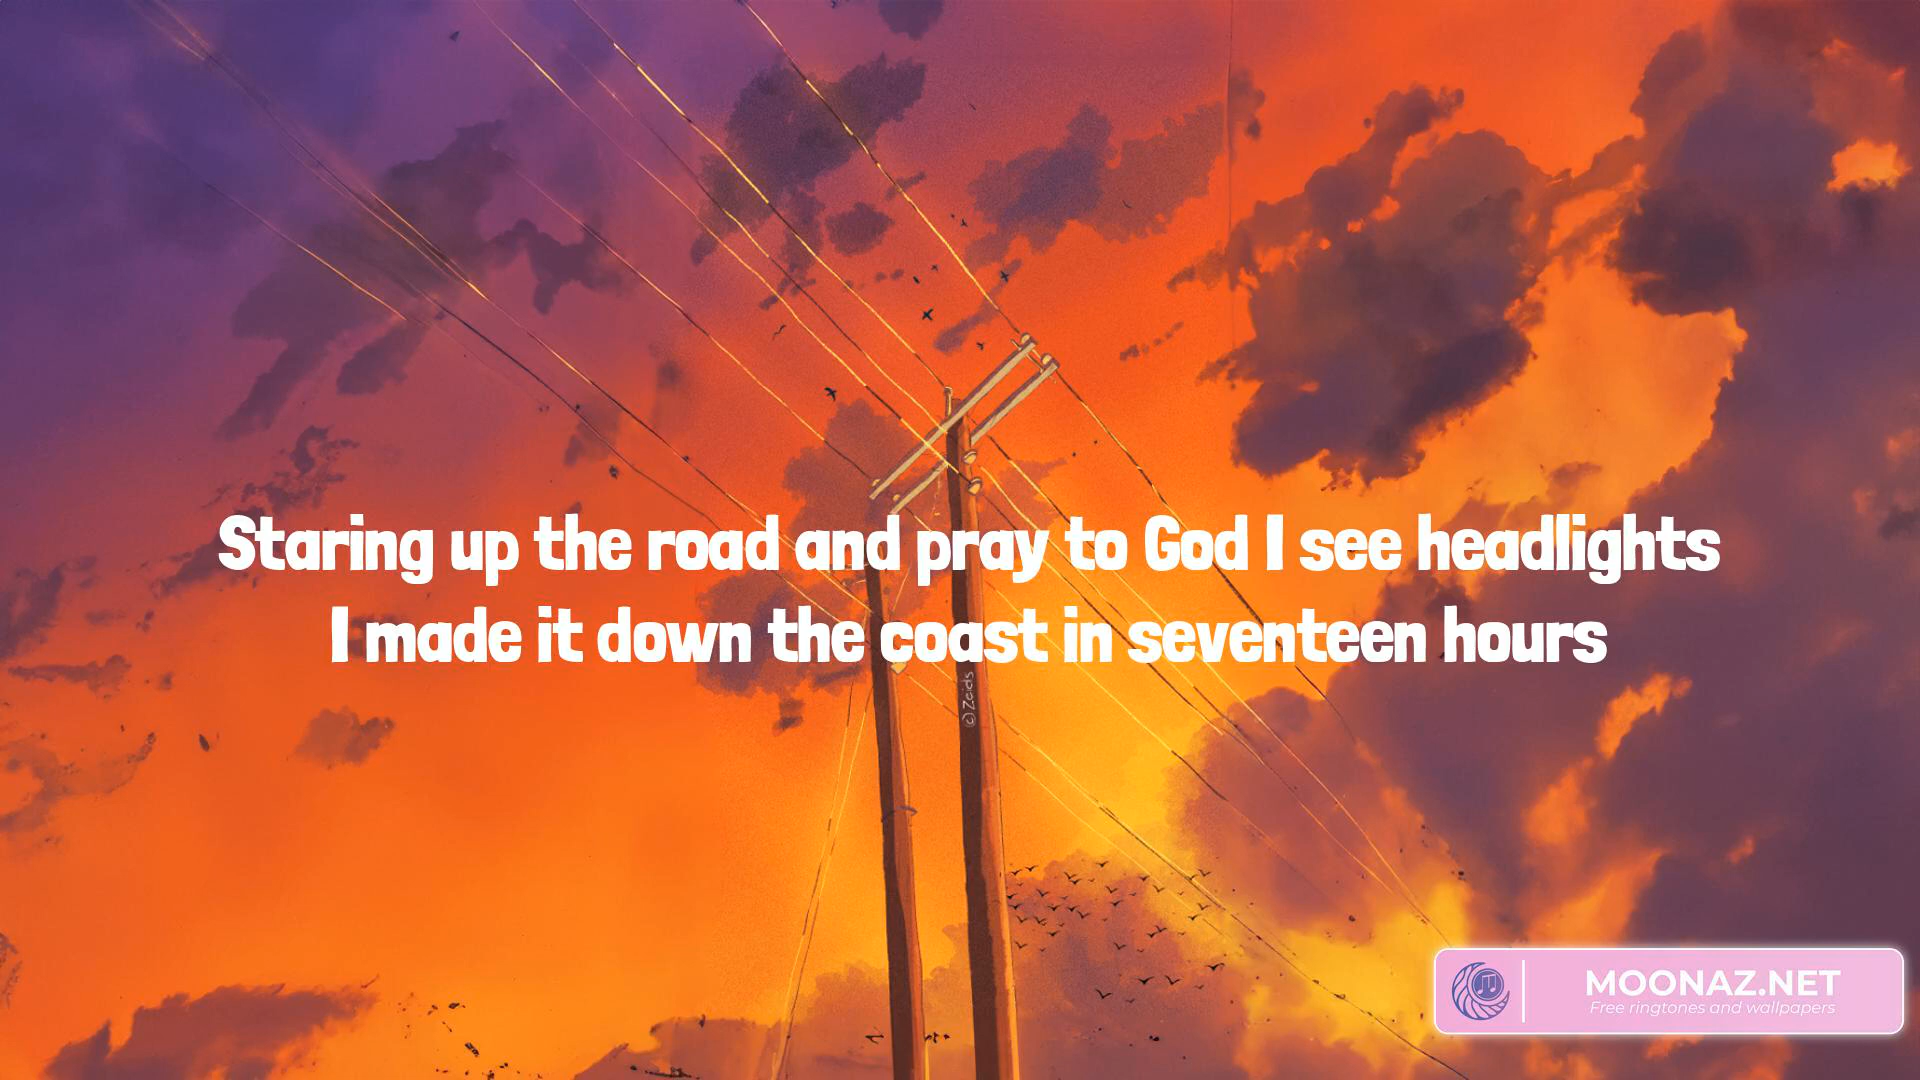 Staring up the road and pray to God I see headlights
I made it down the coast in seventeen hours
©Zeids
MOONAZ.NET
Free ringtones and wallpapers